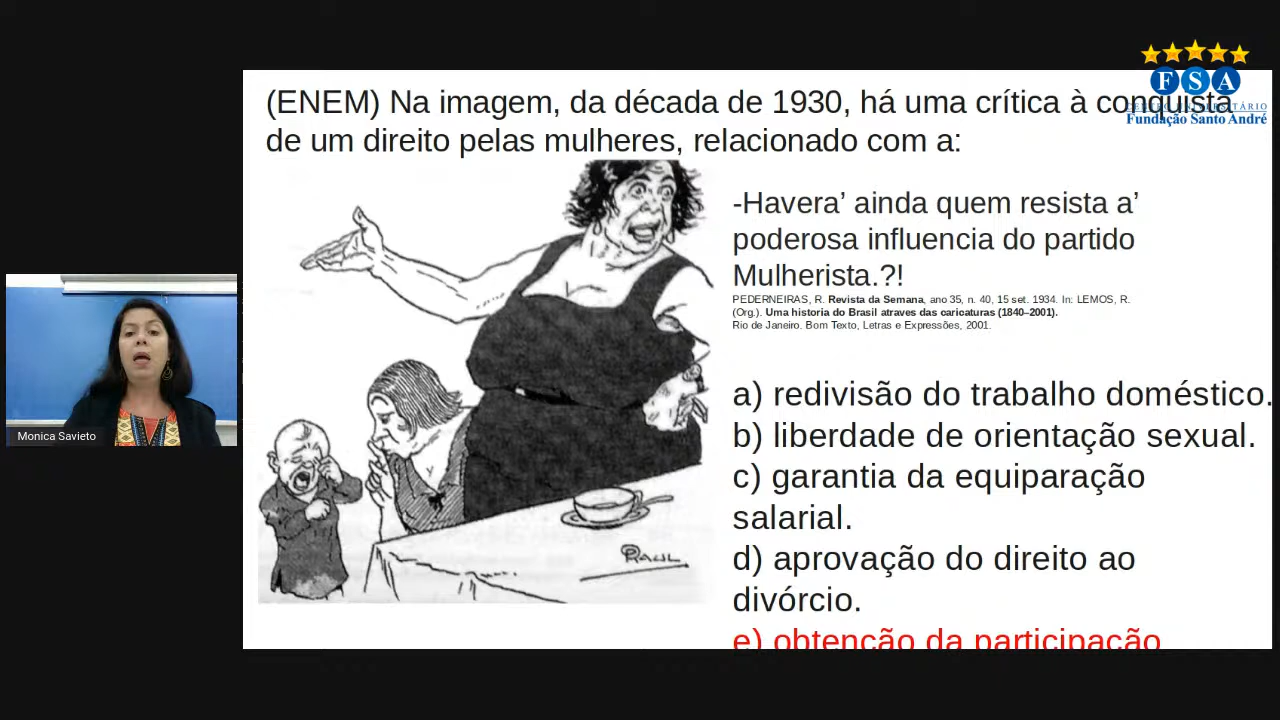 (ENEM) Na imagem, da década de 1930, há uma crítica à conquista
de um direito pelas mulheres, relacionado com a:
FSA
CENTRO UNIVERSITÁRIO
Fundação Santo André
-Havera’ ainda quem resista a’
poderosa influencia do partido
Mulherista.?!
PEDERNEIRAS, R. Revista da Semana, ano 35, n. 40, 15 set. 1934. In: LEMOS, R.
(Org.). Uma historia do Brasil atraves das caricaturas (1840–2001).
Rio de Janeiro. Bom Texto, Letras e Expressões, 2001.
a) redivisão do trabalho doméstico.
b) liberdade de orientação sexual.
c) garantia da equiparação
salarial.
d) aprovação do direito ao
divórcio.
e) obtenção da participação
RAUL
Monica Savieto